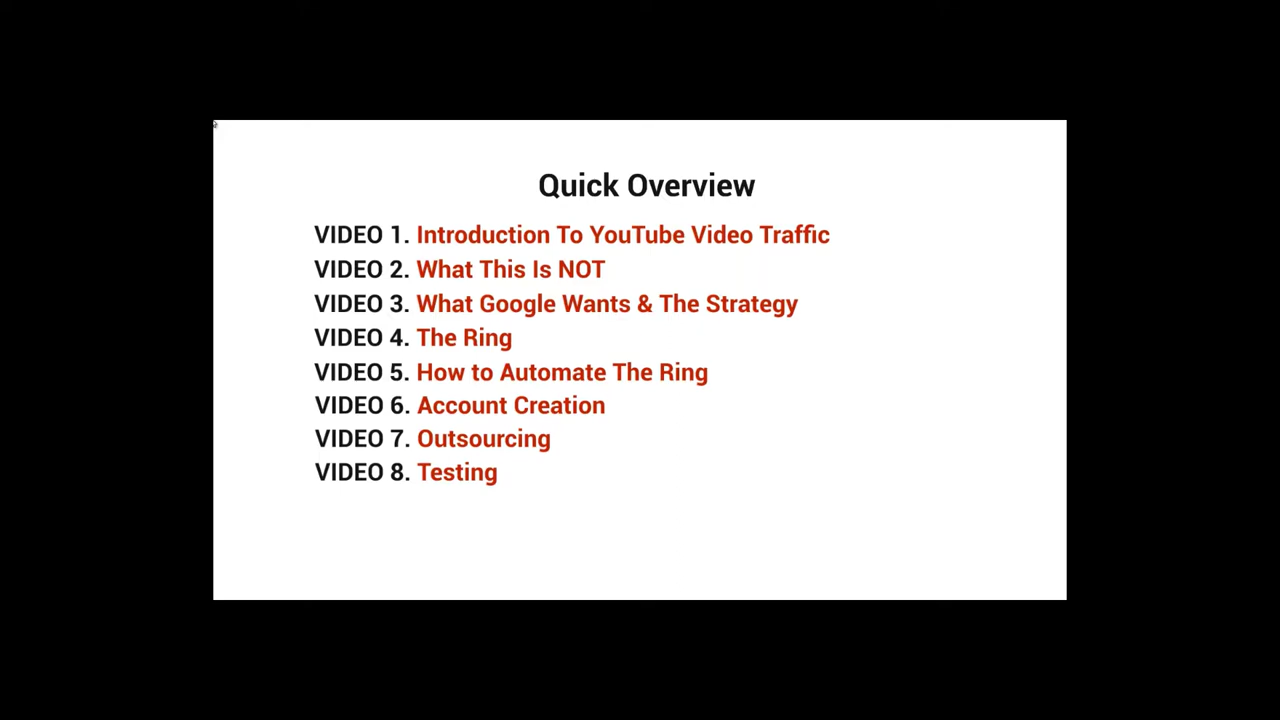 Quick Overview
VIDEO 1. Introduction To YouTube Video Traffic
VIDEO 2. What This Is NOT
VIDEO 3. What Google Wants & The Strategy
VIDEO 4. The Ring
VIDEO 5. How to Automate The Ring
VIDEO 6. Account Creation
VIDEO 7. Outsourcing
VIDEO 8. Testing